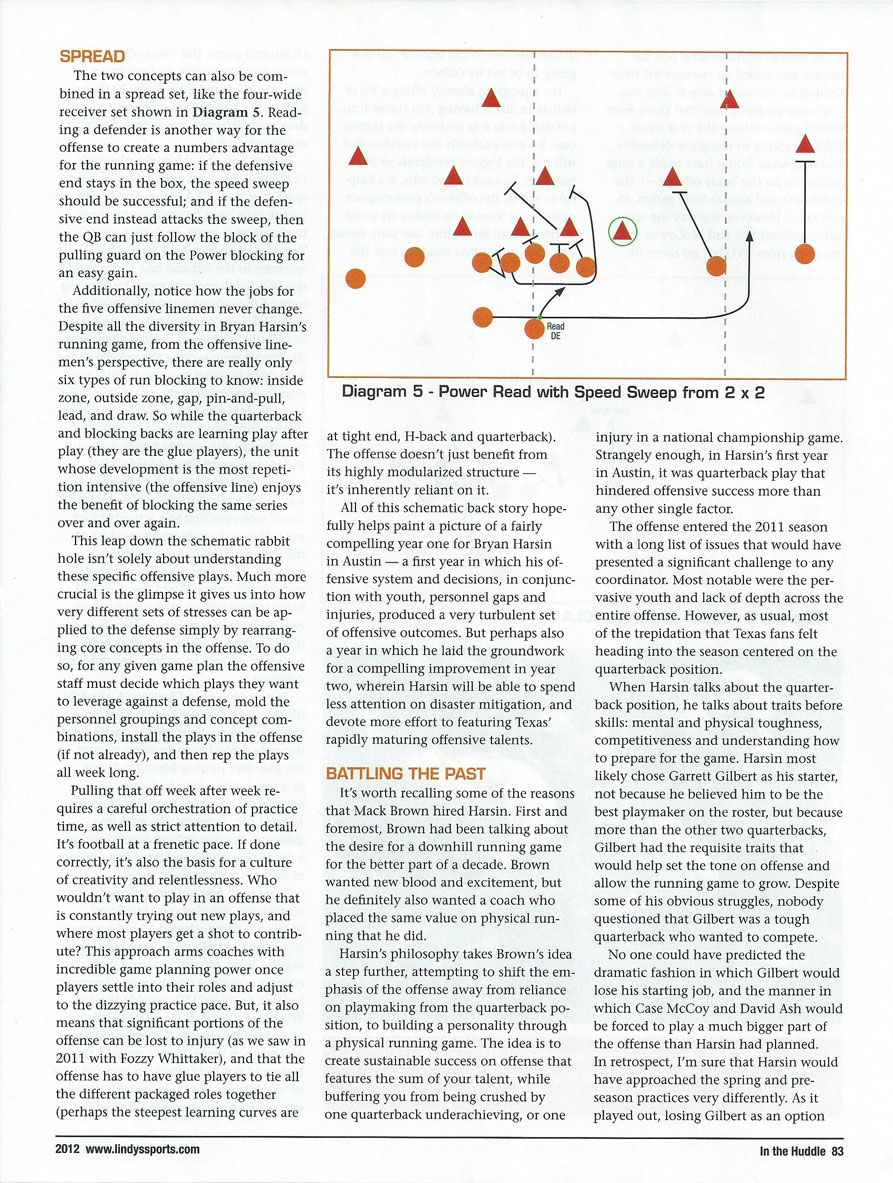 SPREAD
The two concepts can also be com-
bined in a spread set, like the four-wide
receiver set shown in Diagram 5. Read-
ing a defender is another way for the
offense to create a numbers advantage
for the running game: if the defensive
end stays in the box, the speed sweep
should be successful; and if the defen-
sive end instead attacks the sweep, then
the QB can just follow the block of the
pulling guard on the Power blocking for
an easy gain.
Additionally, notice how the jobs for
the five offensive linemen never change.
Despite all the diversity in Bryan Harsin's
running game, from the offensive line-
men's perspective, there are really only
six types of run blocking to know: inside
zone, outside zone, gap, pin-and-pull,
lead, and draw. So while the quarterback
and blocking backs are learning play after
play (they are the glue players), the unit
whose development is the most repeti-
tion intensive (the offensive line) enjoys
the benefit of blocking the same series
over and over again.
This leap down the schematic rabbit
hole isn't solely about understanding
these specific offensive plays. Much more
crucial is the glimpse it gives us into how
very different sets of stresses can be ap-
plied to the defense simply by rearrang-
ing core concepts in the offense. To do
so, for any given game plan the offensive
staff must decide which plays they want
to leverage against a defense, mold the
personnel groupings and concept com-
binations, install the plays in the offense
(if not already), and then rep the plays
all week long.
Pulling that off week after week re-
quires a careful orchestration of practice
time, as well as strict attention to detail.
It's football at a frenetic pace. If done
correctly, it's also the basis for a culture
of creativity and relentlessness. Who
wouldn't want to play in an offense that
is constantly trying out new plays, and
where most players get a shot to contrib-
ute? This approach arms coaches with
incredible game planning power once
players settle into their roles and adjust
to the dizzying practice pace. But, it also
means that significant portions of the
offense can be lost to injury (as we saw in
2011 with Fozzy Whittaker), and that the
offense has to have glue players to tie all
the different packaged roles together
(perhaps the steepest learning curves are
Read
DE
Diagram 5 - Power Read with Speed Sweep from 2 x 2
at tight end, H-back and quarterback).
The offense doesn't just benefit from
its highly modularized structure —
it's inherently reliant on it.
All of this schematic back story hope-
fully helps paint a picture of a fairly
compelling year one for Bryan Harsin
in Austin — a first year in which his of-
fensive system and decisions, in conjunc-
tion with youth, personnel gaps and
injuries, produced a very turbulent set
of offensive outcomes. But perhaps also
a year in which he laid the groundwork
for a compelling improvement in year
two, wherein Harsin will be able to spend
less attention on disaster mitigation, and
devote more effort to featuring Texas'
rapidly maturing offensive talents.
BATTLING THE PAST
It's worth recalling some of the reasons
that Mack Brown hired Harsin. First and
foremost, Brown had been talking about
the desire for a downhill running game
for the better part of a decade. Brown
wanted new blood and excitement, but
he definitely also wanted a coach who
placed the same value on physical run-
ning that he did.
Harsin's philosophy takes Brown's idea
a step further, attempting to shift the em-
phasis of the offense away from reliance
on playmaking from the quarterback po-
sition, to building a personality through
a physical running game. The idea is to
create sustainable success on offense that
features the sum of your talent, while
buffering you from being crushed by
one quarterback underachieving, or one
injury in a national championship game.
Strangely enough, in Harsin's first year
in Austin, it was quarterback play that
hindered offensive success more than
any other single factor.
The offense entered the 2011 season
with a long list of issues that would have
presented a significant challenge to any
coordinator. Most notable were the per-
vasive youth and lack of depth across the
entire offense. However, as usual, most
of the trepidation that Texas fans felt
heading into the season centered on the
quarterback position.
When Harsin talks about the quarter-
back position, he talks about traits before
skills: mental and physical toughness,
competitiveness and understanding how
to prepare for the game. Harsin most
likely chose Garrett Gilbert as his starter,
not because he believed him to be the
best playmaker on the roster, but because
more than the other two quarterbacks,
Gilbert had the requisite traits that
would help set the tone on offense and
allow the running game to grow. Despite
some of his obvious struggles, nobody
questioned that Gilbert was a tough
quarterback who wanted to compete.
No one could have predicted the
dramatic fashion in which Gilbert would
lose his starting job, and the manner in
which Case McCoy and David Ash would
be forced to play a much bigger part of
the offense than Harsin had planned.
In retrospect, I'm sure that Harsin would
have approached the spring and pre-
season practices very differently. As it
played out, losing Gilbert as an option
2012 www.lindyssports.com
In the Huddle 83